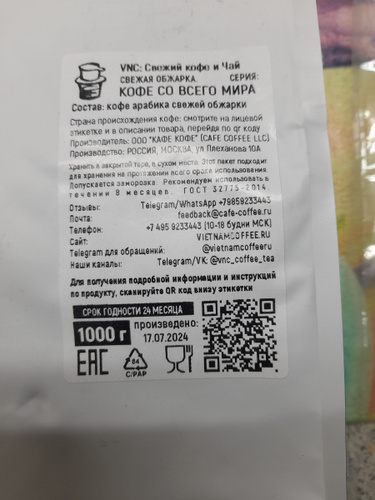 VNC: Свежий кофе и Чай
СВЕЖАЯ ОБЖАРКА. СЕРИЯ:
КОФЕ СО ВСЕГО МИРА
Состав: кофе арабика свежей обжарки
Страна происхождения кофе: смотрите на лицевой
этикетке и в описании товара, перейдя по qr коду
Производитель: ООО "КАФЕ КОФЕ" (CAFE COFFEE LLC)
Производство: РОССИЯ, МОСКВА, ул Плеханова 10А
Хранить в закрытой таре, в сухом месте. Этот пакет подходит
для хранения на протяжении всего срока использования
Допускается заморозка. Рекомендуем использовать в
течении 8 месяцев. ГОСТ 32775-2014.
Отзывы: Telegram/WhatsApp +79859233443
Почта: feedback@cafe-coffee.ru
Телефон: +7 495 9233443 (10-18 будни МСК)
Сайт: VIETNAMCOFFEE.RU
Telegram для обращений: @vietnamcoffeeru
Наши каналы: Telegram/VK: @vnc_coffee_tea
Для получения подробной информации и инструкций
по продукту, сканируйте QR код внизу этикетки
СРОК ГОДНОСТИ 24 МЕСЯЦА
1000 г произведено:
17.07.2024
EAC 84
C/PAP